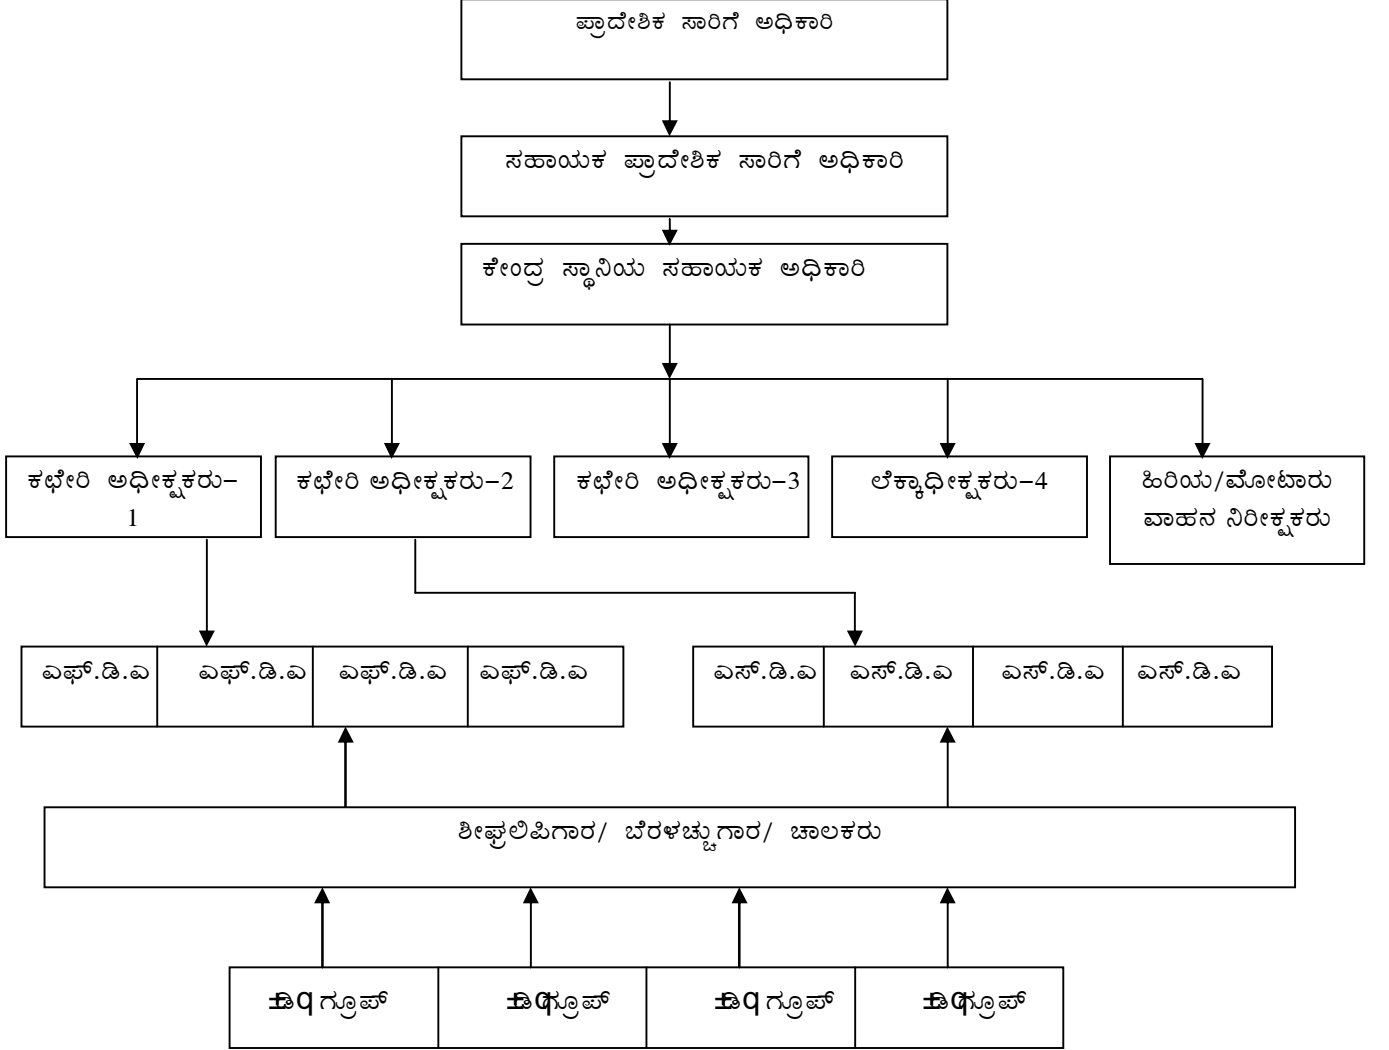 ಪ್ರಾದೇಶಿಕ ಸಾರಿಗೆ ಅಧಿಕಾರಿ
ಸಹಾಯಕ ಪ್ರಾದೇಶಿಕ ಸಾರಿಗೆ ಅಧಿಕಾರಿ
ಕೇಂದ್ರ ಸ್ಥಾನಿಯ ಸಹಾಯಕ ಅಧಿಕಾರಿ
ಕಛೇರಿ ಅಧೀಕ್ಷಕರು–
1
ಕಛೇರಿ ಅಧೀಕ್ಷಕರು–2
ಕಛೇರಿ ಅಧೀಕ್ಷಕರು–3
ಲೆಕ್ಕಾಧೀಕ್ಷಕರು–4
ಹಿರಿಯ/ಮೋಟಾರು
ವಾಹನ ನಿರೀಕ್ಷಕರು
ಎಫ್.ಡಿ.ಎ ಎಫ್.ಡಿ.ಎ ಎಫ್.ಡಿ.ಎ ಎಫ್.ಡಿ.ಎ
ಎಸ್.ಡಿ.ಎ ಎಸ್.ಡಿ.ಎ ಎಸ್.ಡಿ.ಎ ಎಸ್.ಡಿ.ಎ
ಶೀಘ್ರಲಿಪಿಗಾರ/ ಬೆರಳಚ್ಚುಗಾರ/ ಚಾಲಕರು
ಗ್ರೂಪ್ ಗ್ರೂಪ್ ಗ್ರೂಪ್ ಗ್ರೂಪ್